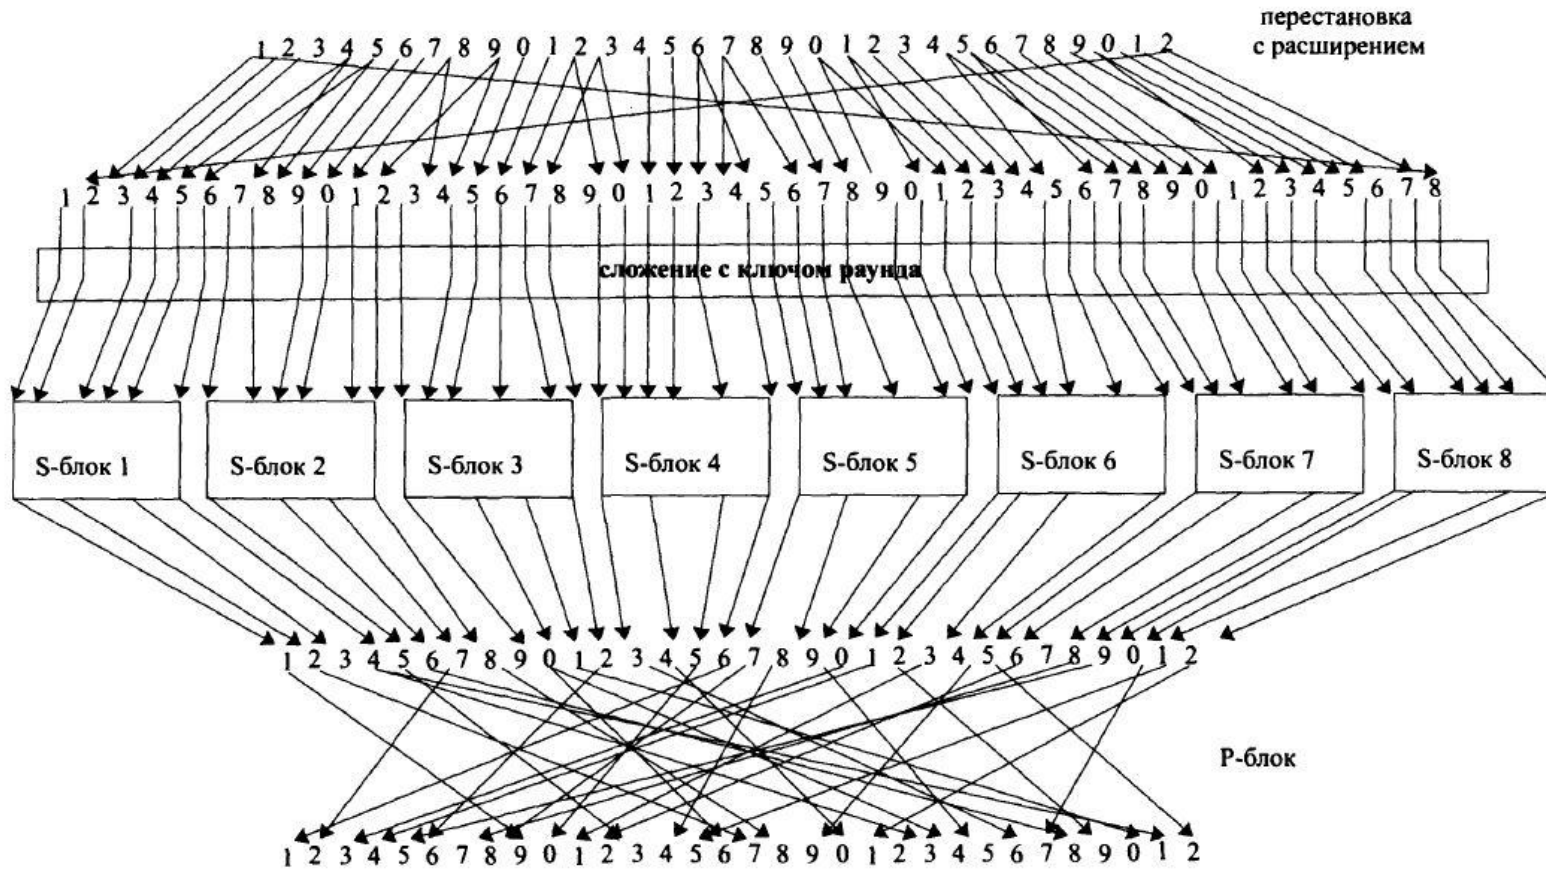 перестановка
с расширением
1 2 3 4 5 6 7 8 9 0 1 2 3 4 5 6 7 8 9 0 1 2 3 4 5 6 7 8 9 0 1 2
1 2 3 4 5 6 7 8 9 0 1 2 3 4 5 6 7 8 9 0 1 2 3 4 5 6 7 8 9 0 1 2 3 4 5 6 7 8 9 0 1 2 3 4 5 6 7 8
сложение с ключом раунда
S-блок 1 S-блок 2 S-блок 3 S-блок 4 S-блок 5 S-блок 6 S-блок 7 S-блок 8
1 2 3 4 5 6 7 8 9 0 1 2 3 4 5 6 7 8 9 0 1 2 3 4 5 6 7 8 9 0 1 2
P-блок
1 2 3 4 5 6 7 8 9 0 1 2 3 4 5 6 7 8 9 0 1 2 3 4 5 6 7 8 9 0 1 2